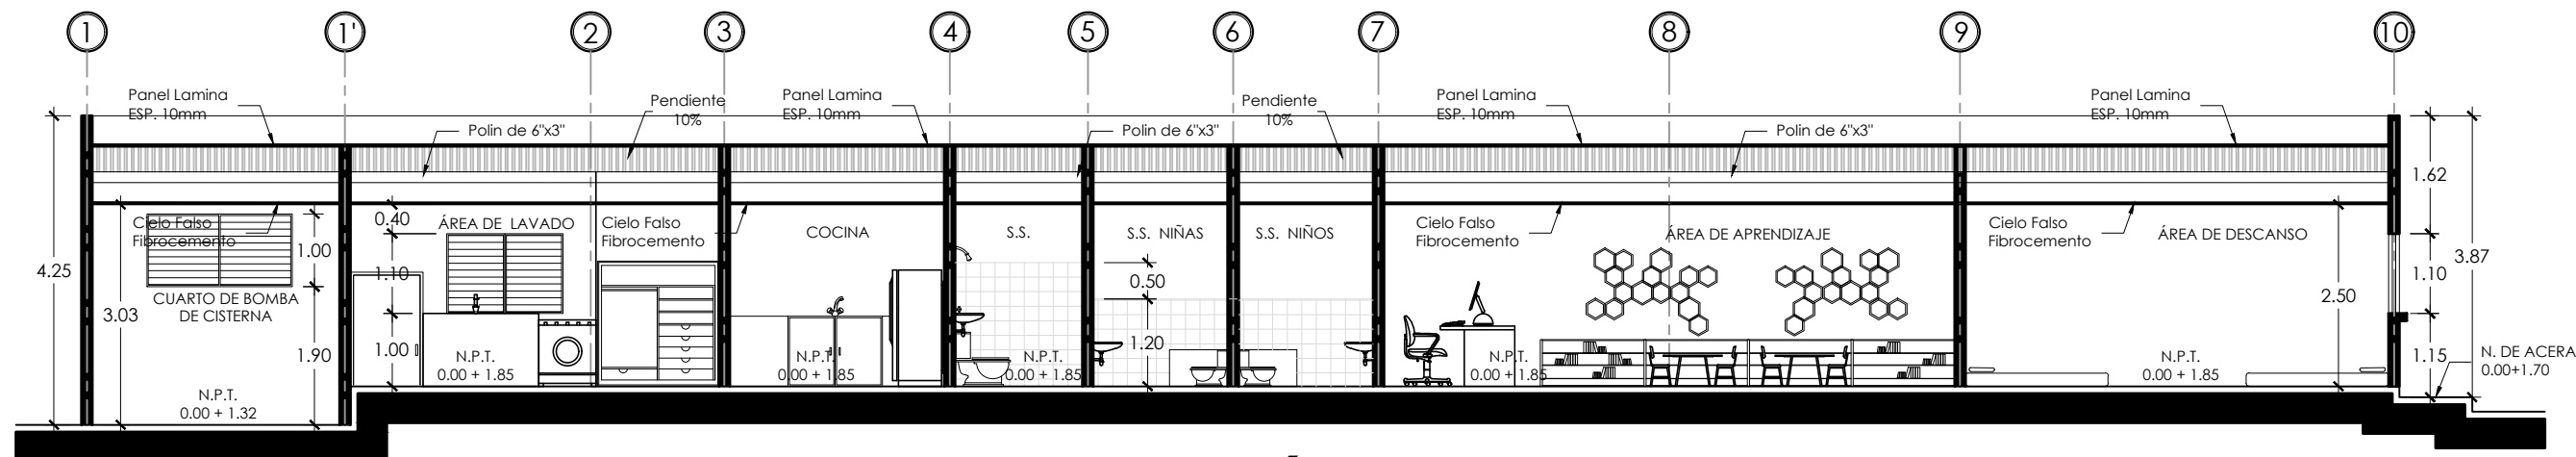 1 1' 2 3 4 5 6 7 8 9 10
Panel Lamina
ESP. 10mm
Polin de 6"x3"
Pendiente
10%
Panel Lamina
ESP. 10mm
Polin de 6"x3"
Pendiente
10%
Panel Lamina
ESP. 10mm
Polin de 6"x3"
Panel Lamina
ESP. 10mm
4.25
3.03
Cielo Falso
Fibrocemento
1.00
1.90
CUARTO DE BOMBA
DE CISTERNA
N.P.T.
0.00 + 1.32
0.40
1.10
1.00
ÁREA DE LAVADO
N.P.T.
0.00 + 1.85
Cielo Falso
Fibrocemento
COCINA
N.P.T.
0.00 + 1.85
S.S.
N.P.T.
0.00 + 1.85
S.S. NIÑAS
0.50
1.20
S.S. NIÑOS
Cielo Falso
Fibrocemento
ÁREA DE APRENDIZAJE
N.P.T.
0.00 + 1.85
Cielo Falso
Fibrocemento
ÁREA DE DESCANSO
N.P.T.
0.00 + 1.85
2.50
1.62
1.10
1.15
3.87
N. DE ACERA
0.00+1.70